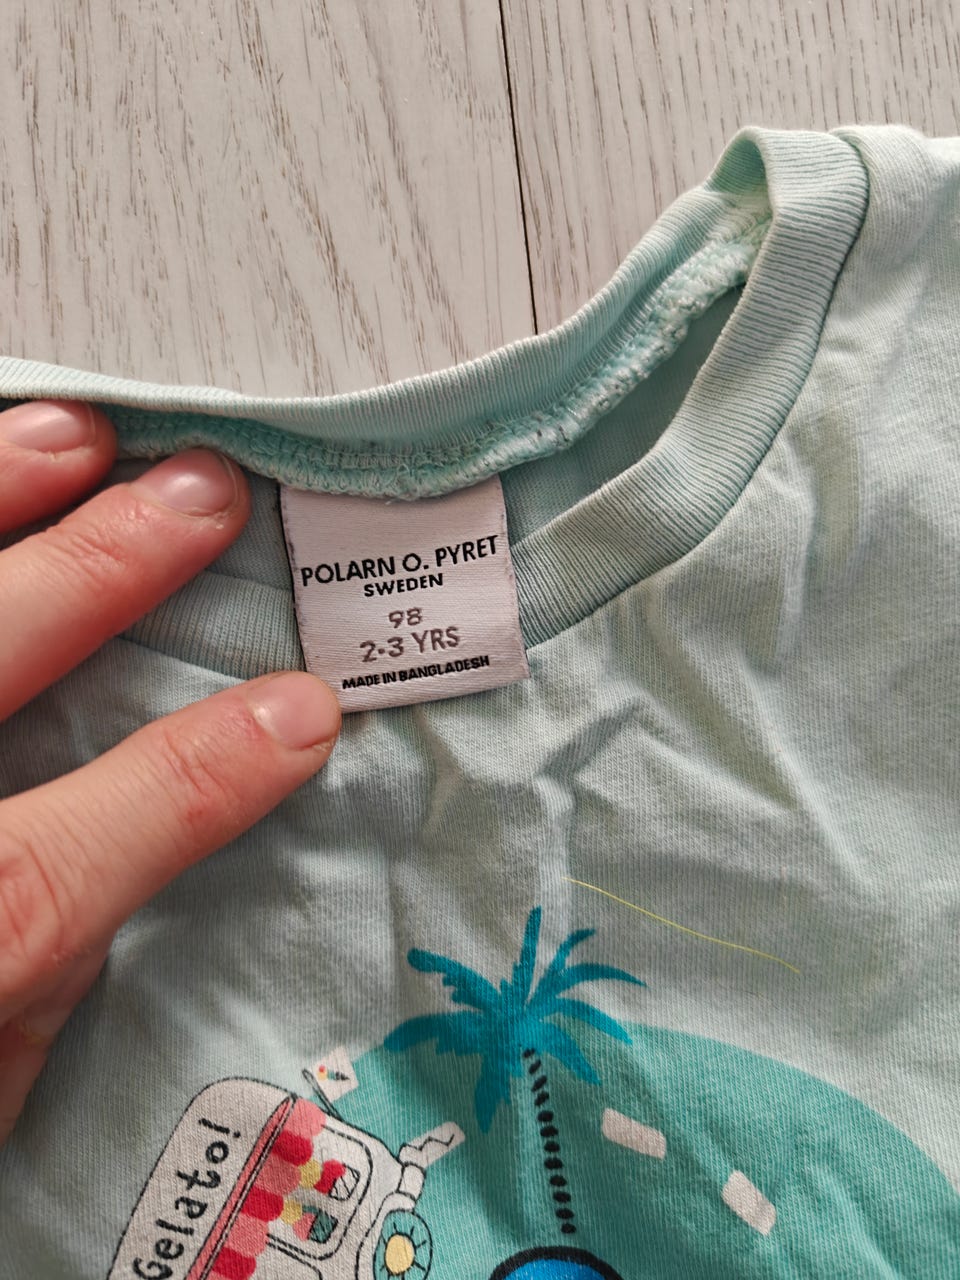 POLARN O. PYRET
SWEDEN
98
2-3 YRS
MADE IN BANGLADESH
Gelato!